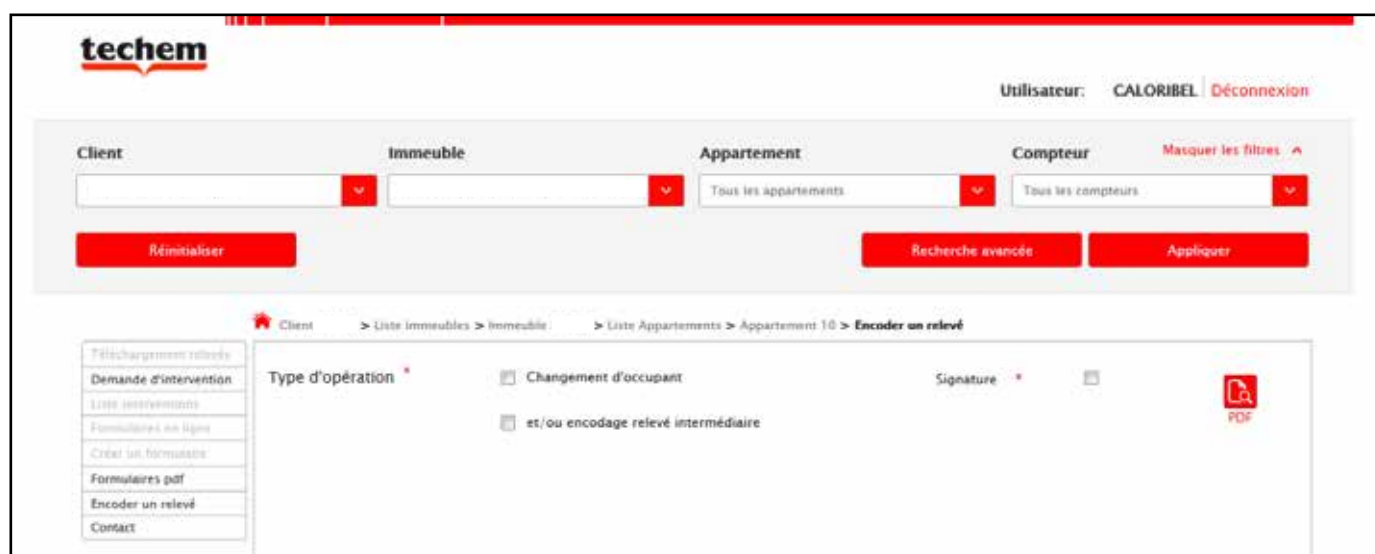 techem
Utilisateur: CALORIBEL Déconnexion
Client Immeuble Appartement Compteur Masquer les filtres
Tous les appartements Tous les compteurs
Réinitialiser Recherche avancée Appliquer
Client > Liste immeubles > Immeuble > Liste Appartements > Appartement 10 > Encoder un relevé
Téléchargement relevés
Demande d'intervention
Liste interventions
Formulaires en ligne
Créer un formulaire
Formulaires pdf
Encoder un relevé
Contact
Type d'opération * Changement d'occupant Signature *
et/ou encodage relevé intermédiaire
PDF